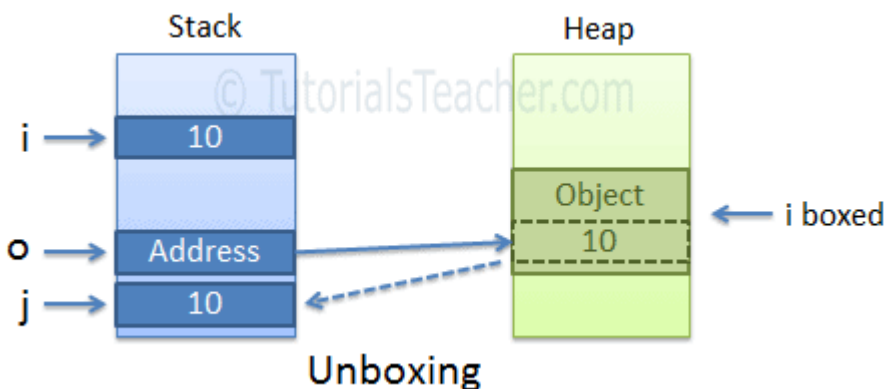 Stack
Heap
© TutorialsTeacher.com
i
10
Object
i boxed
10
o
Address
j
10
Unboxing